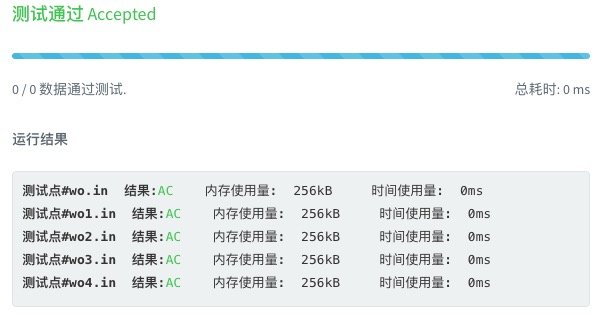 测试通过 Accepted
0 / 0 数据通过测试.
总耗时: 0 ms
运行结果
测试点#wo.in 结果:AC 内存使用量: 256kB 时间使用量: 0ms
测试点#wo1.in 结果:AC 内存使用量: 256kB 时间使用量: 0ms
测试点#wo2.in 结果:AC 内存使用量: 256kB 时间使用量: 0ms
测试点#wo3.in 结果:AC 内存使用量: 256kB 时间使用量: 0ms
测试点#wo4.in 结果:AC 内存使用量: 256kB 时间使用量: 0ms